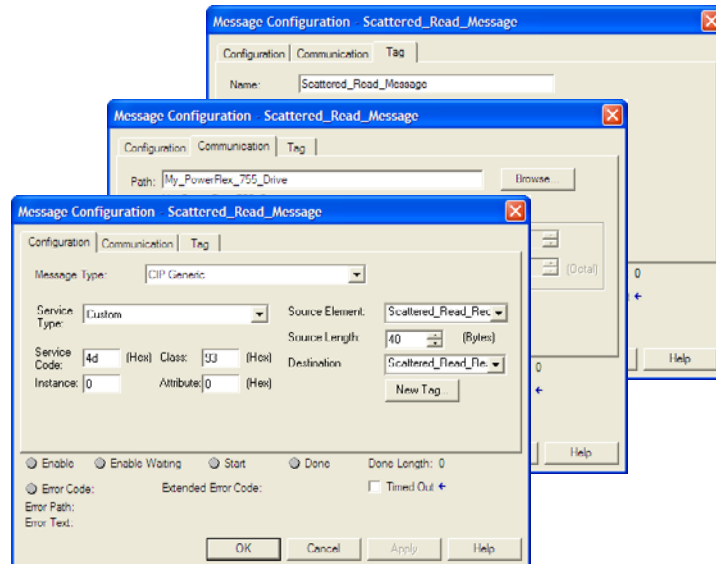 Message Configuration - Scattered_Read_Message
Configuration Communication Tag
Name: Scattered_Read_Message
0
Help
Message Configuration - Scattered_Read_Message
Configuration Communication Tag
Path: My_PowerFlex_755_Drive Browse...
(Octal)
0
Help
Message Configuration - Scattered_Read_Message
Configuration Communication Tag
Message Type: CIP Generic
Service Type: Custom
Source Element: Scattered_Read_Rec
Source Length: 40 (Bytes)
Service Code: 4d (Hex) Class: 93 (Hex)
Destination Scattered_Read_Re
Instance: 0 Attribute: 0 (Hex)
New Tag...
Enable Enable Waiting Start Done Done Length: 0
Error Code: Extended Error Code: Timed Out
Error Path:
Error Text:
OK Cancel Apply Help